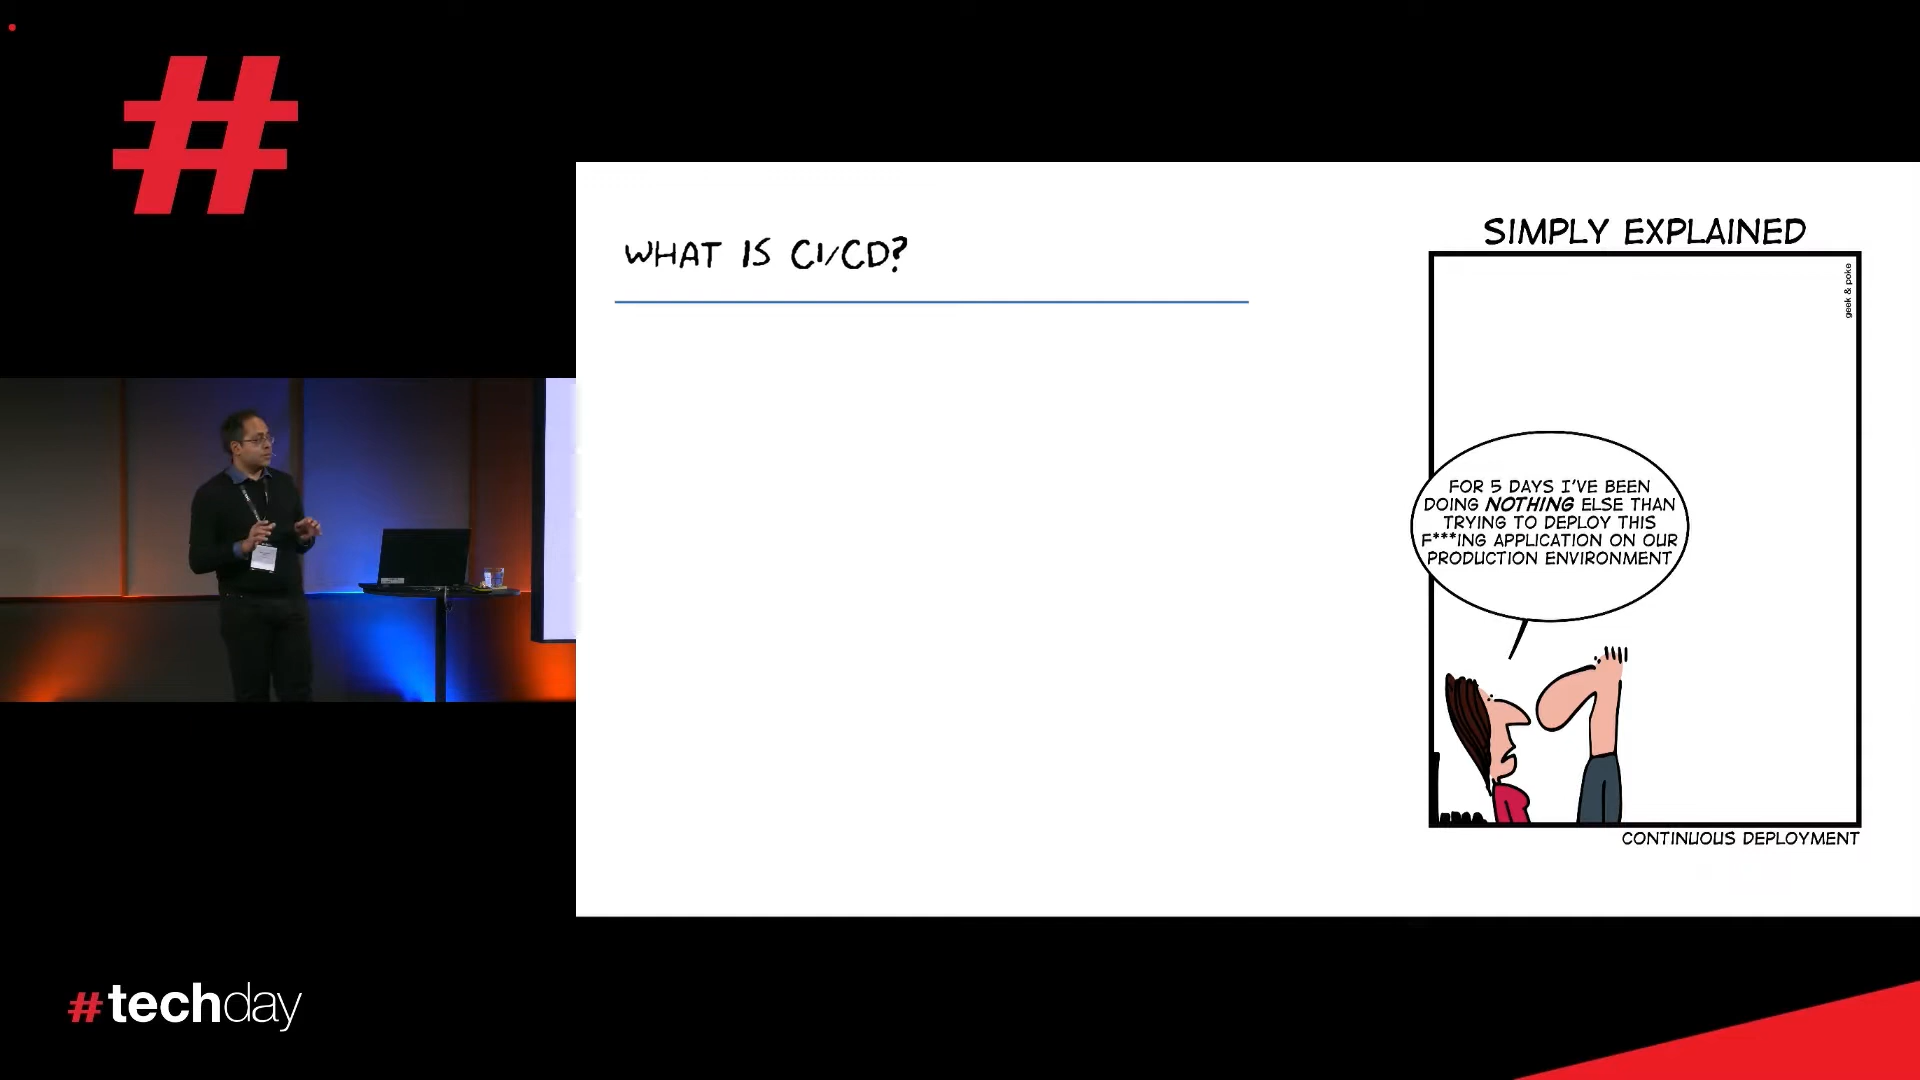 #
WHAT IS CI/CD?
SIMPLY EXPLAINED
geek & poke
FOR 5 DAYS I'VE BEEN
DOING NOTHING ELSE THAN
TRYING TO DEPLOY THIS
F***ING APPLICATION ON OUR
PRODUCTION ENVIRONMENT
CONTINUOUS DEPLOYMENT
#techday